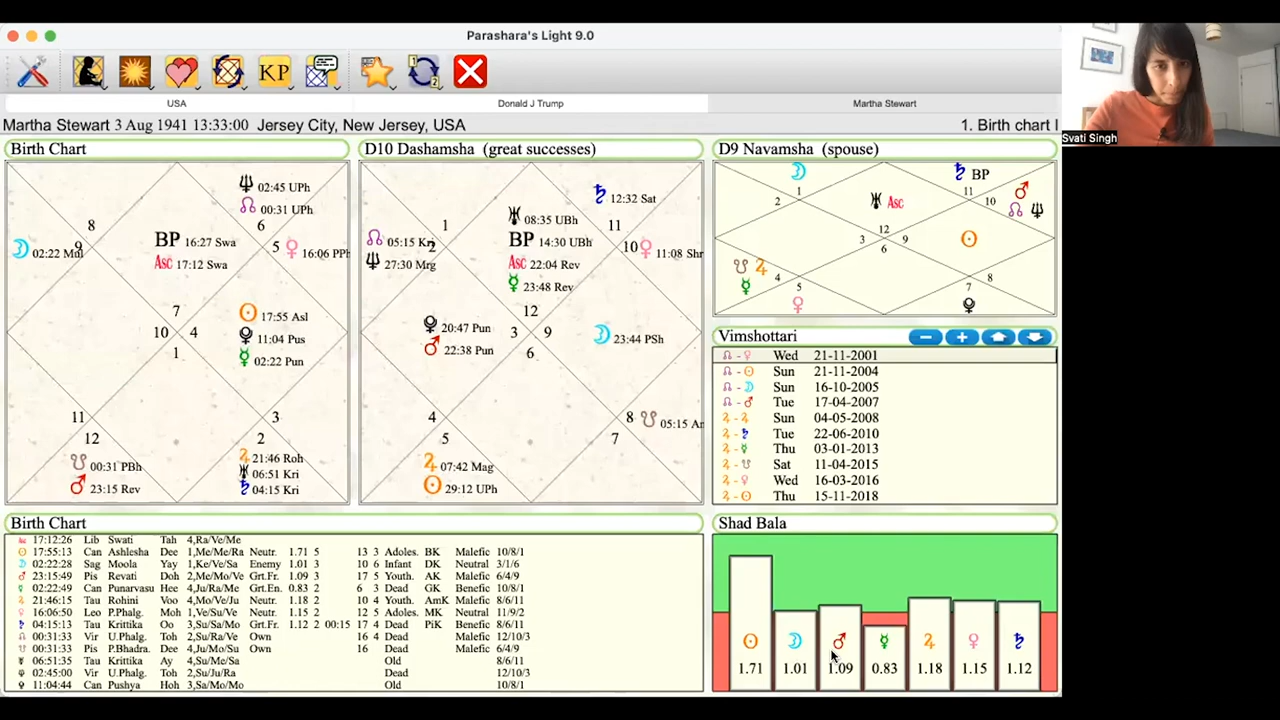 Parashara's Light 9.0
KP
USA
Donald J Trump
Martha Stewart
Martha Stewart 3 Aug 1941 13:33:00 Jersey City, New Jersey, USA
1. Birth chart I
Svati Singh
Birth Chart
02:45 UPh
00:31 UPh
8
6
9
02:22 Mul
BP 16:27 Swa
Asc 17:12 Swa
5
16:06 PPh
7
17:55 Asl
10
4
11:04 Pus
1
02:22 Pun
11
3
12
2
00:31 PBh
21:46 Roh
23:15 Rev
06:51 Kri
04:15 Kri
D10 Dashamsha (great successes)
12:32 Sat
1
08:35 UBh
11
05:15 Kri
2
BP 14:30 UBh
10
11:08 Shr
27:30 Mrg
Asc 22:04 Rev
23:48 Rev
12
20:47 Pun
3
9
23:44 PSh
22:38 Pun
6
4
8
05:15 An
5
7
07:42 Mag
29:12 UPh
D9 Navamsha (spouse)
BP
1
11
2
Asc
10
12
3
9
6
4
8
5
7
Vimshottari
Wed 21-11-2001
Sun 21-11-2004
Sun 16-10-2005
Tue 17-04-2007
Sun 04-05-2008
Tue 22-06-2010
Thu 03-01-2013
Sat 11-04-2015
Wed 16-03-2016
Thu 15-11-2018
Birth Chart
17:12:26 Lib Swati Tah 4,Ra/Ve/Me
17:55:13 Can Ashlesha Dee 1,Me/Me/Ra Neutr. 1.71 5 13 3 Adoles. BK Malefic 10/8/1
02:22:28 Sag Moola Yay 1,Ke/Ve/Sa Enemy 1.01 3 10 6 Infant DK Neutral 3/1/6
23:15:49 Pis Revati Doh 2,Me/Mo/Ve Grt.Fr. 1.09 3 17 5 Youth. AK Malefic 6/4/9
02:22:49 Can Punarvasu Hee 4,Ju/Ra/Me Grt.En. 0.83 2 6 3 Dead GK Benefic 10/8/1
21:46:15 Tau Rohini Voo 4,Mo/Ve/Ju Neutr. 1.18 2 10 4 Youth. AmK Malefic 8/6/11
16:06:50 Leo P.Phalg. Moh 1,Ve/Su/Ve Neutr. 1.15 2 12 5 Adoles. MK Neutral 11/9/2
04:15:13 Tau Krittika Oo 3,Su/Sa/Mo Grt.Fr. 1.12 2 00:15 17 4 Dead PiK Benefic 8/6/11
00:31:33 Vir U.Phalg. Toh 2,Su/Ra/Ve Own 16 4 Dead Malefic 12/10/3
00:31:33 Pis P.Bhadra. Dee 4,Ju/Mo/Su Own 16 Dead Malefic 6/4/9
06:51:35 Tau Krittika Ay 4,Su/Me/Sa Old 8/6/11
02:45:00 Vir U.Phalg. Toh 2,Su/Ju/Ra Dead 12/10/3
11:04:44 Can Pushya Hoh 3,Sa/Mo/Mo Old 10/8/1
Shad Bala
1.71 1.01 1.09 0.83 1.18 1.15 1.12